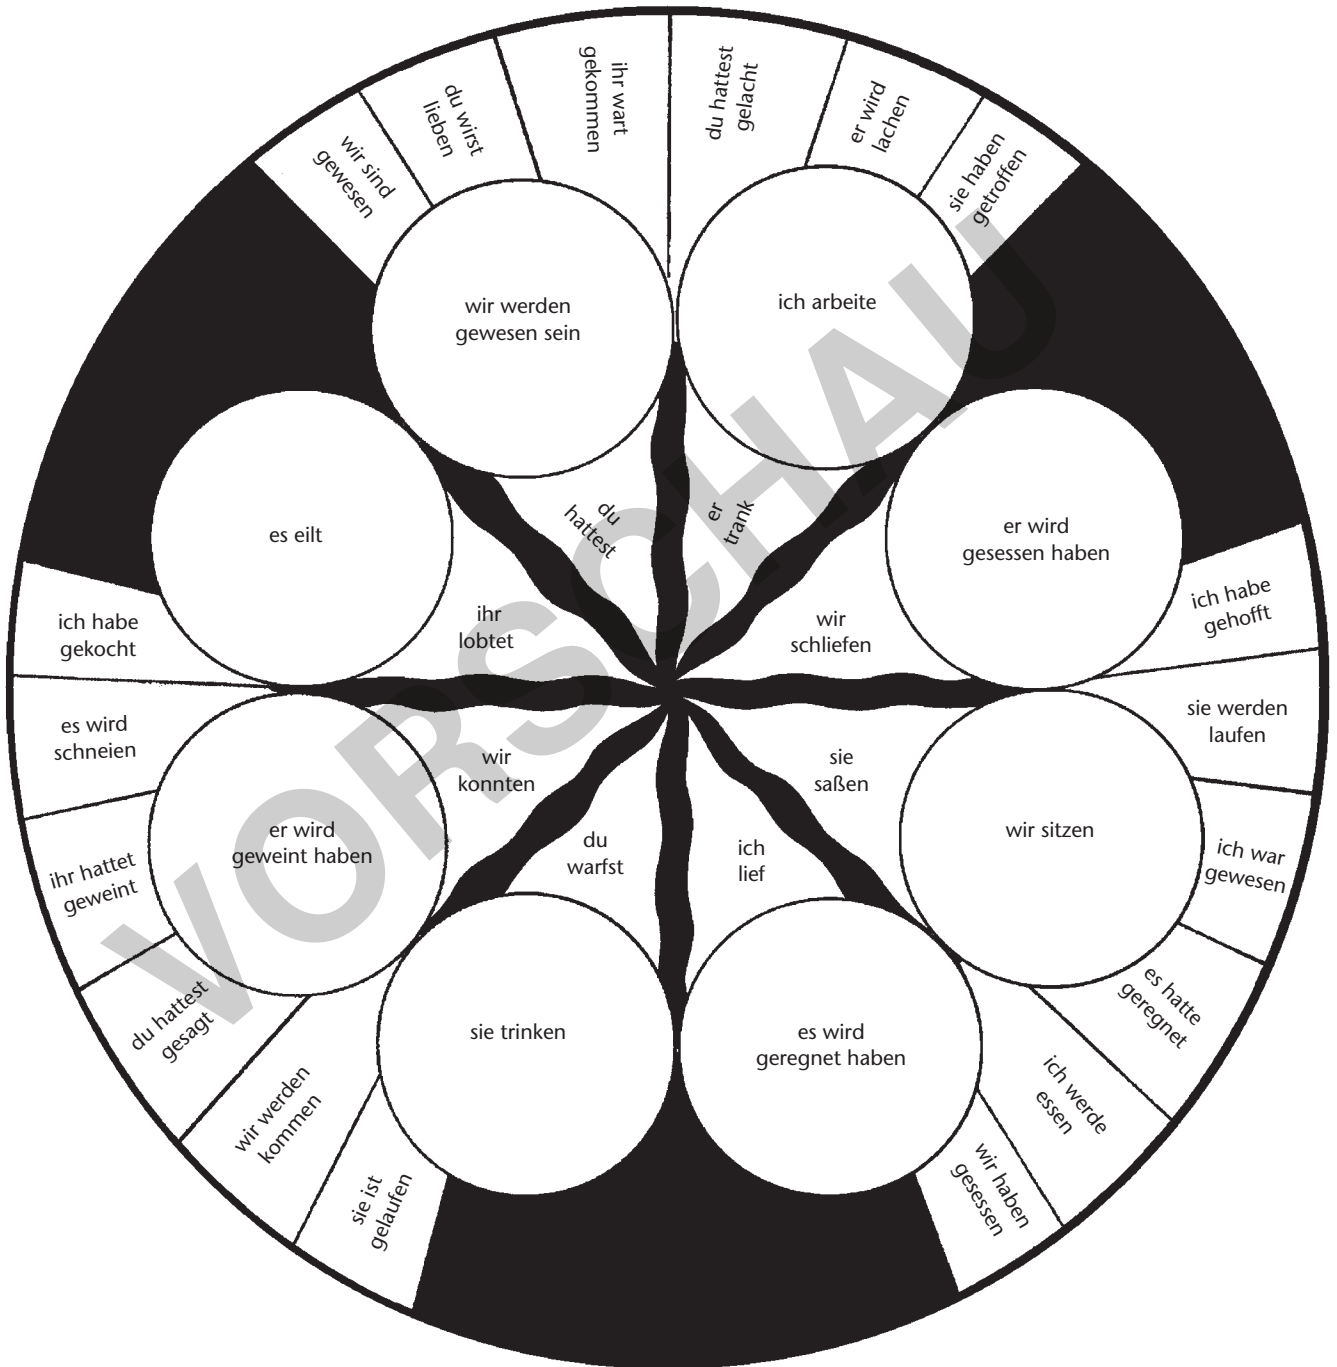 ihr wart
gekommen
du hattest
gelacht
du wirst
lieben
er wird
lachen
wir sind
gewesen
sie haben
getroffen
wir werden
gewesen sein
ich arbeite
es eilt
du
hattest
er
trank
er wird
gesessen haben
ich habe
gekocht
ihr
lobtet
wir
schliefen
ich habe
gehofft
es wird
schneien
wir
konnten
sie
saßen
sie werden
laufen
ihr hattet
geweint
er wird
geweint haben
du
warfst
ich
lief
wir sitzen
ich war
gewesen
du hattest
gesagt
es hatte
geregnet
wir werden
kommen
sie trinken
es wird
geregnet haben
ich werde
essen
sie ist
gelaufen
wir haben
gesessen
VORSCHAU